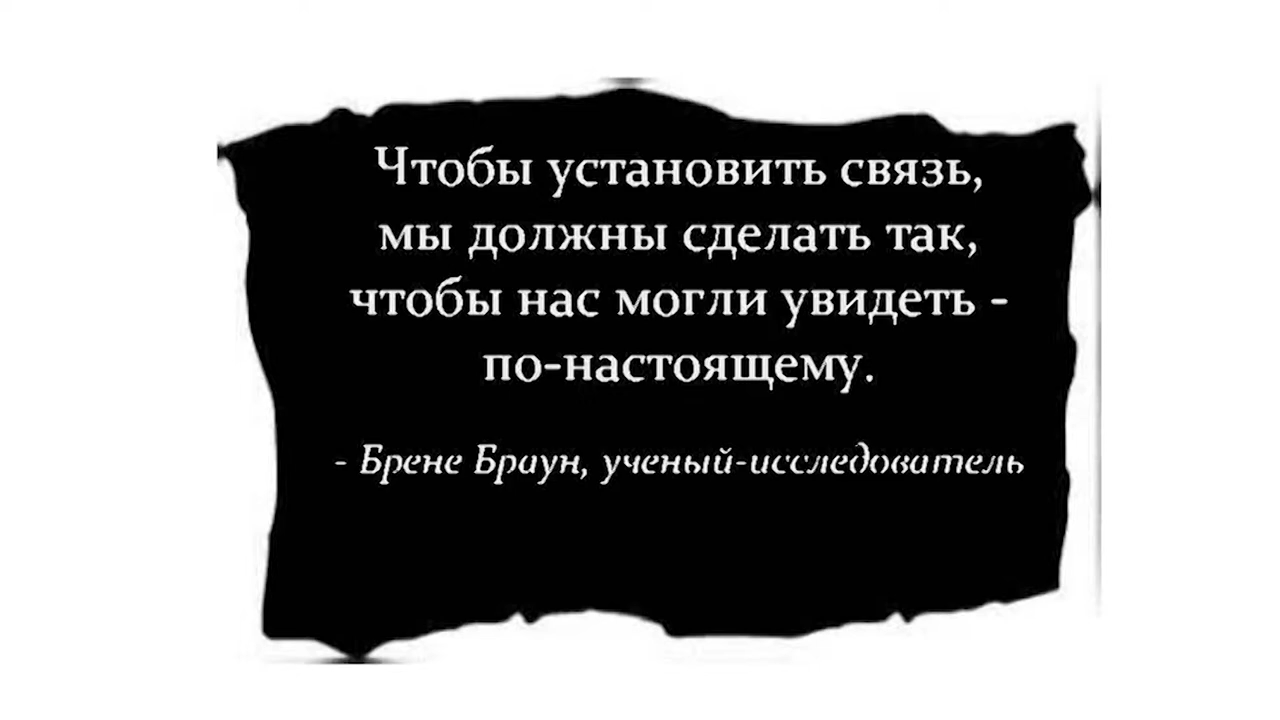 Чтобы установить связь,
мы должны сделать так,
чтобы нас могли увидеть -
по-настоящему.
- Брене Браун, ученый-исследователь